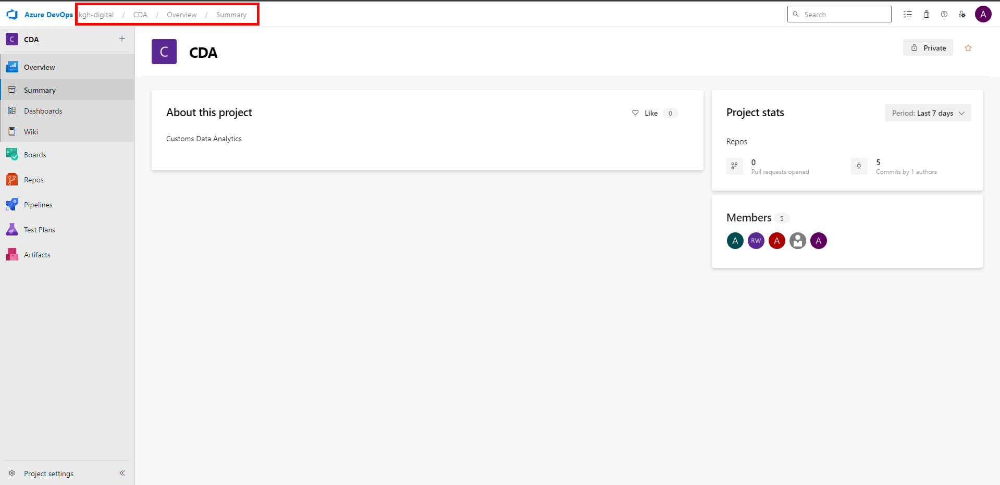 Azure DevOps kgh-digital / CDA / Overview / Summary
Search
A
C CDA +
Overview
Summary
Dashboards
Wiki
Boards
Repos
Pipelines
Test Plans
Artifacts
Project settings
C CDA
Private
About this project
Like 0
Customs Data Analytics
Project stats
Period: Last 7 days
Repos
0
Pull requests opened
5
Commits by 1 authors
Members 5
A RW A A